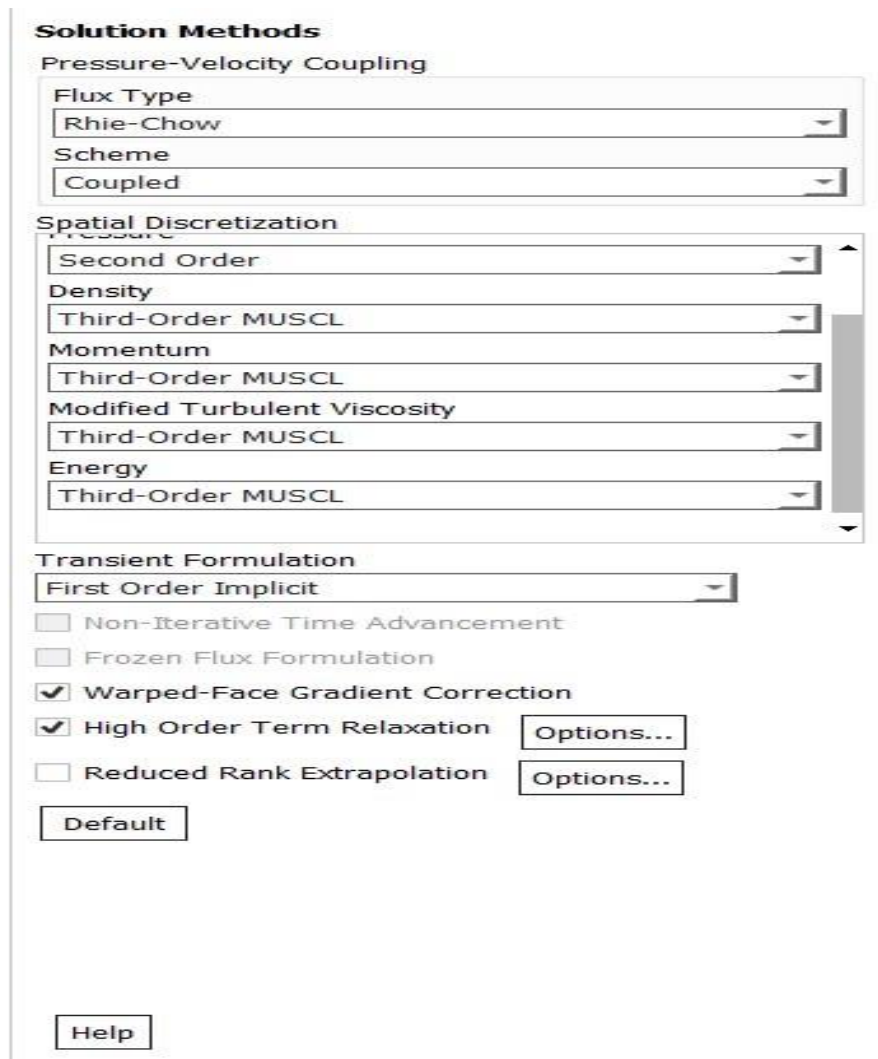 Solution Methods
Pressure-Velocity Coupling
Flux Type
Rhie-Chow
Scheme
Coupled
Spatial Discretization
Pressure
Second Order
Density
Third-Order MUSCL
Momentum
Third-Order MUSCL
Modified Turbulent Viscosity
Third-Order MUSCL
Energy
Third-Order MUSCL
Transient Formulation
First Order Implicit
Non-Iterative Time Advancement
Frozen Flux Formulation
Warped-Face Gradient Correction
High Order Term Relaxation Options...
Reduced Rank Extrapolation Options...
Default
Help